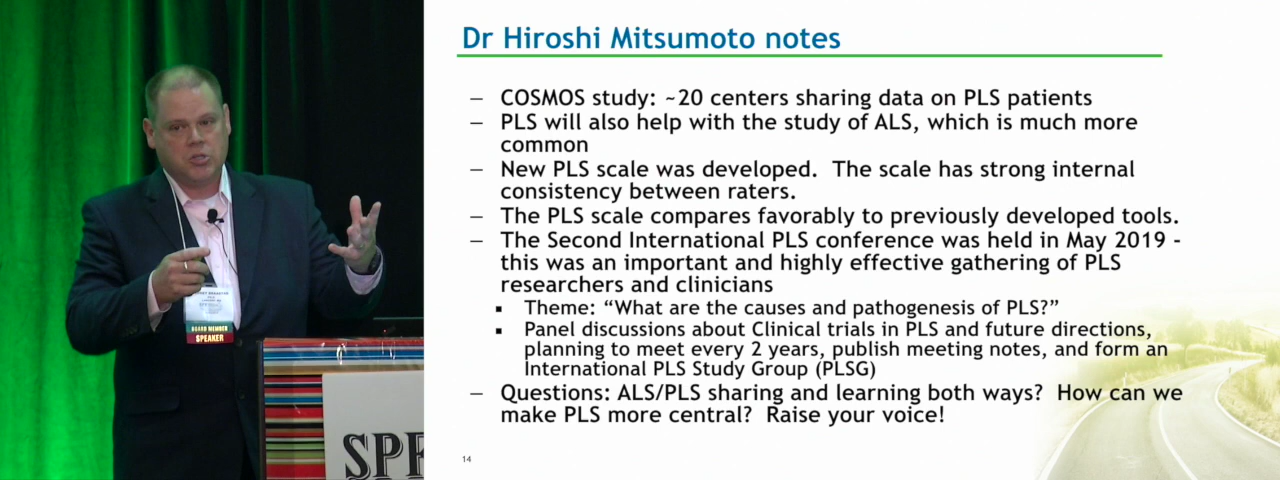 Dr Hiroshi Mitsumoto notes
– COSMOS study: ~20 centers sharing data on PLS patients
– PLS will also help with the study of ALS, which is much more
common
– New PLS scale was developed.  The scale has strong internal
consistency between raters.
– The PLS scale compares favorably to previously developed tools.
– The Second International PLS conference was held in May 2019 -
this was an important and highly effective gathering of PLS
researchers and clinicians
▪ Theme: “What are the causes and pathogenesis of PLS?”
▪ Panel discussions about Clinical trials in PLS and future directions,
planning to meet every 2 years, publish meeting notes, and form an
International PLS Study Group (PLSG)
– Questions: ALS/PLS sharing and learning both ways?  How can we
make PLS more central?  Raise your voice!
14
BOARD MEMBER
SPEAKER